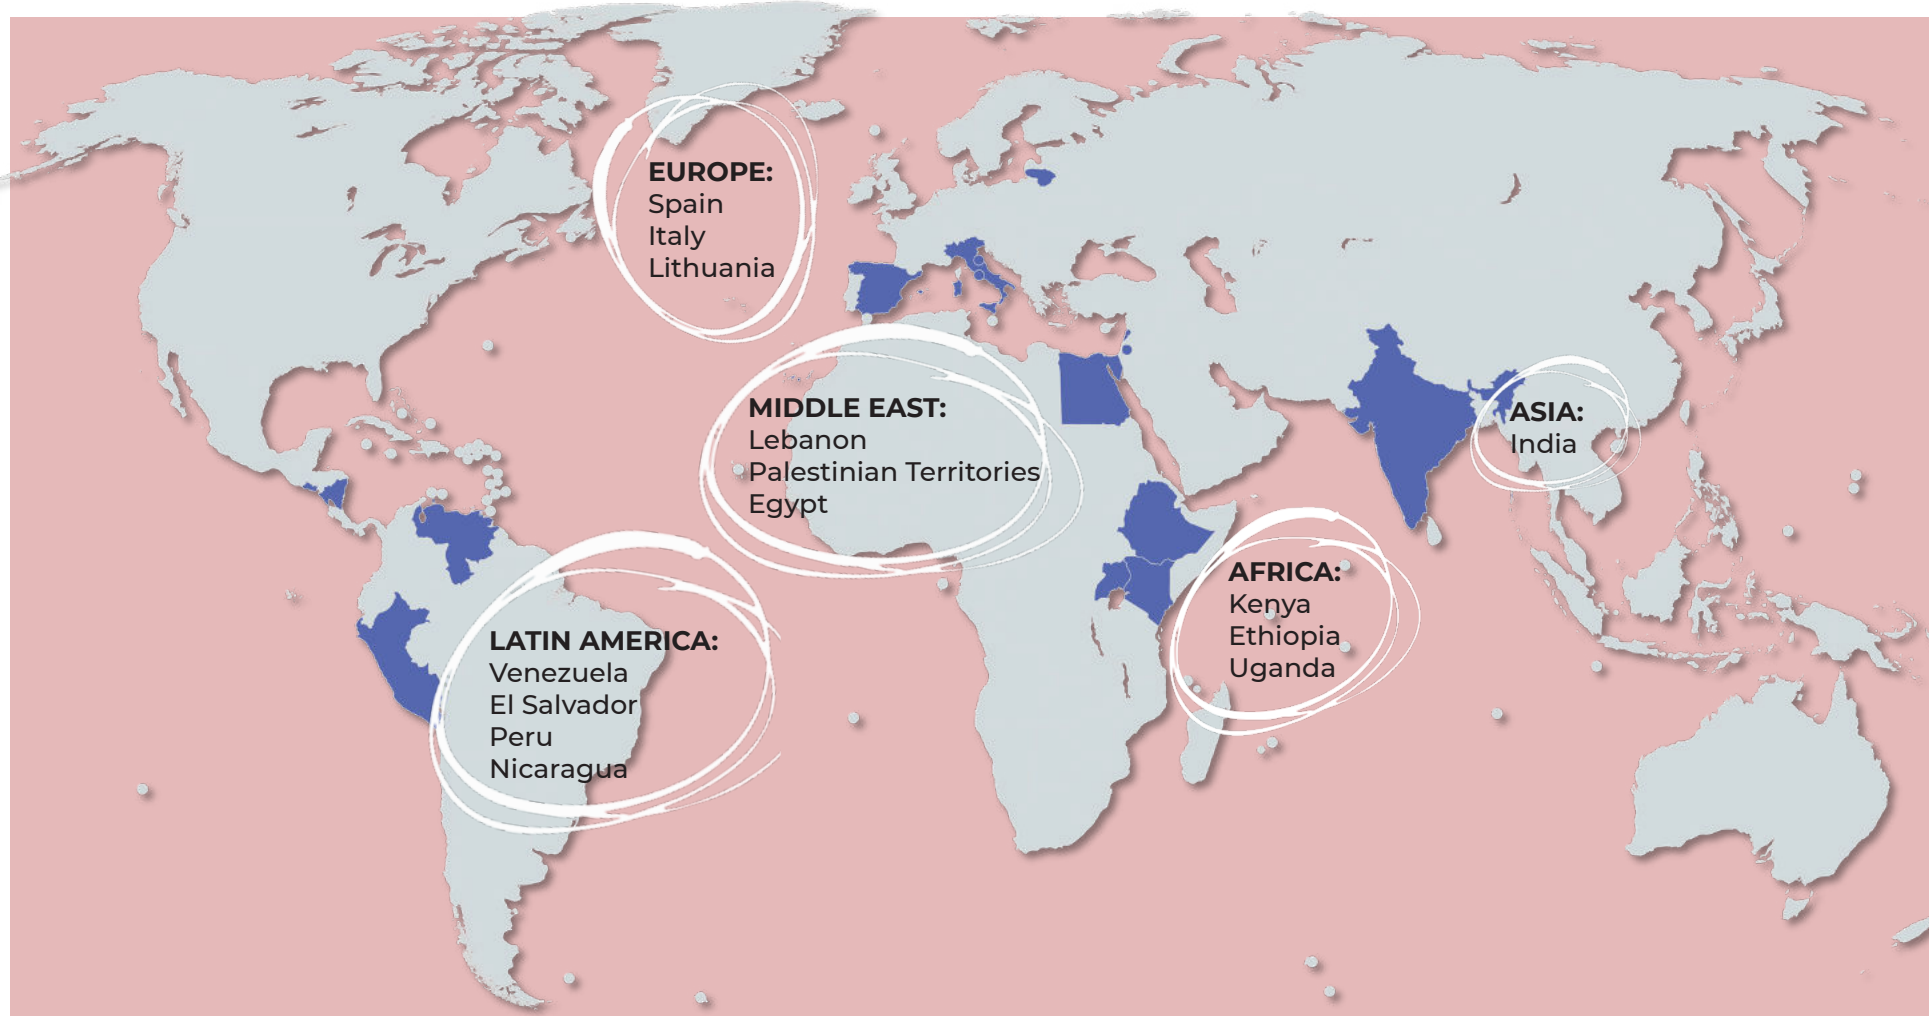 EUROPE:
Spain
Italy
Lithuania
MIDDLE EAST:
Lebanon
Palestinian Territories
Egypt
ASIA:
India
AFRICA:
Kenya
Ethiopia
Uganda
LATIN AMERICA:
Venezuela
El Salvador
Peru
Nicaragua